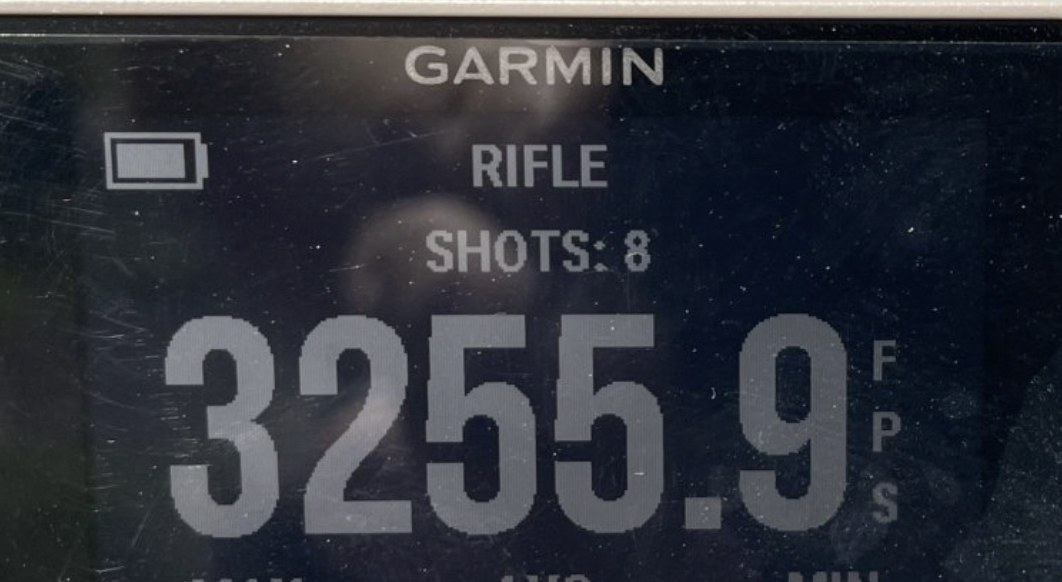 GARMIN
RIFLE
SHOTS: 8
3255.9 FPS